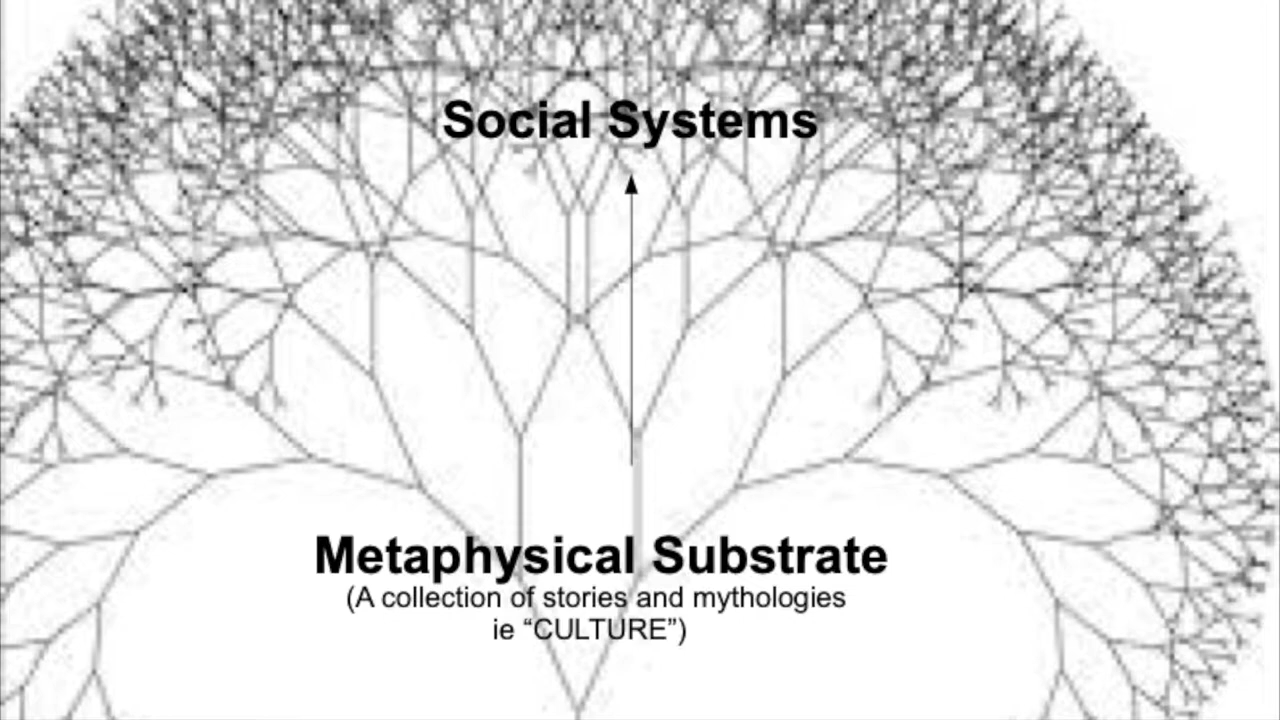 Social Systems
Metaphysical Substrate
(A collection of stories and mythologies
ie “CULTURE”)